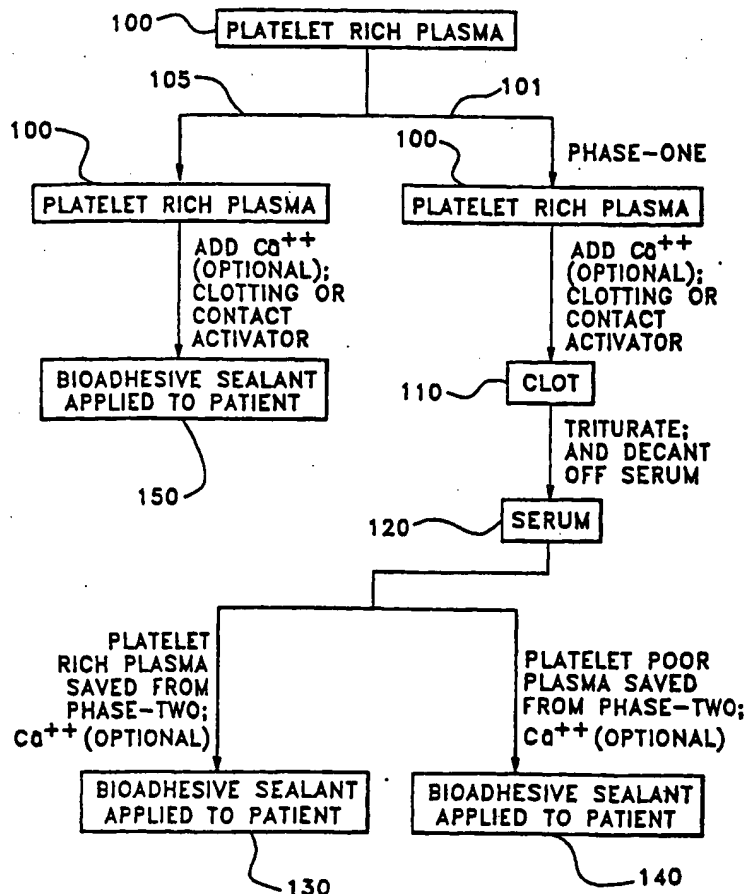 100
PLATELET RICH PLASMA
105
101
100
100
PHASE-ONE
PLATELET RICH PLASMA
PLATELET RICH PLASMA
ADD Ca++
(OPTIONAL);
CLOTTING OR
CONTACT
ACTIVATOR
ADD Ca++
(OPTIONAL);
CLOTTING OR
CONTACT
ACTIVATOR
BIOADHESIVE SEALANT
APPLIED TO PATIENT
150
110
CLOT
TRITURATE;
AND DECANT
OFF SERUM
120
SERUM
PLATELET
RICH PLASMA
SAVED FROM
PHASE-TWO;
Ca++ (OPTIONAL)
PLATELET POOR
PLASMA SAVED
FROM PHASE-TWO;
Ca++ (OPTIONAL)
BIOADHESIVE SEALANT
APPLIED TO PATIENT
BIOADHESIVE SEALANT
APPLIED TO PATIENT
130
140